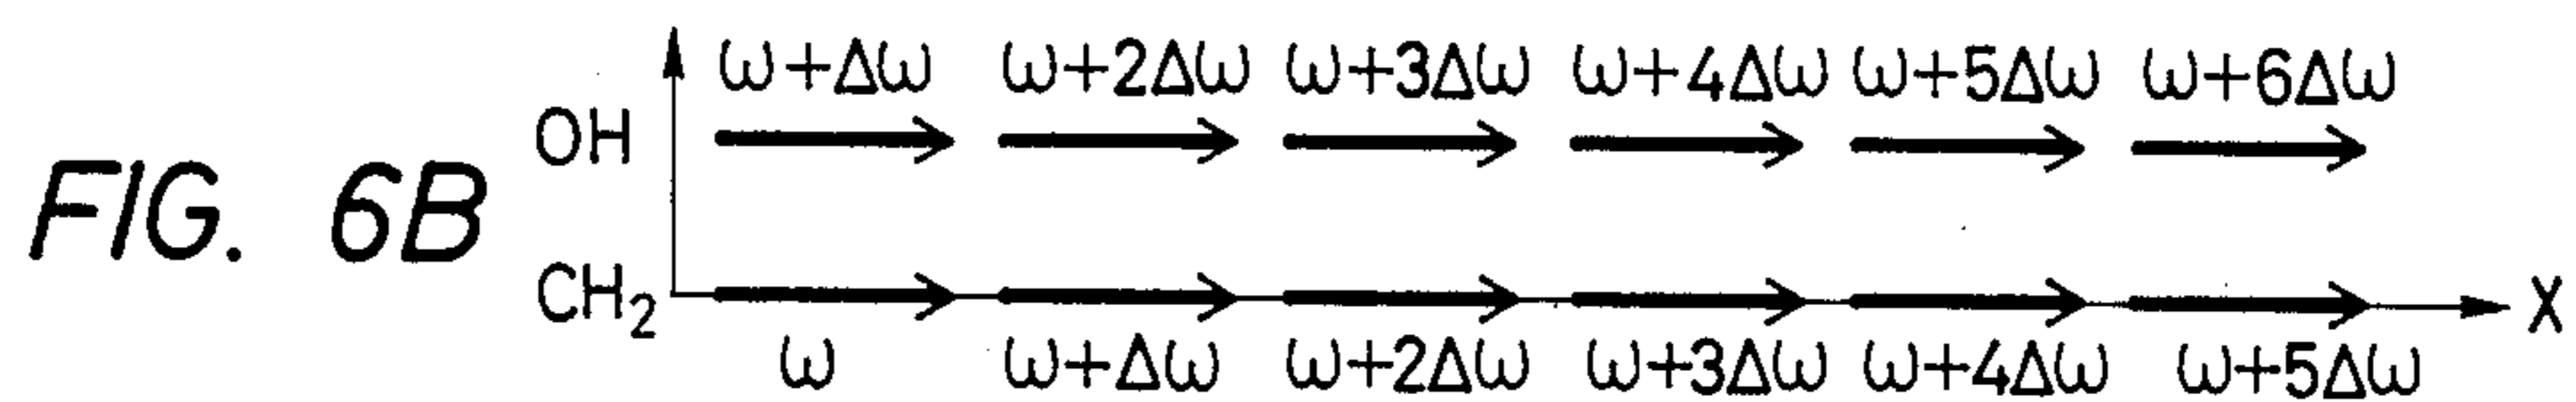 ω+Δω ω+2Δω ω+3Δω ω+4Δω ω+5Δω ω+6Δω
OH
FIG. 6B
CH₂ X
ω ω+Δω ω+2Δω ω+3Δω ω+4Δω ω+5Δω